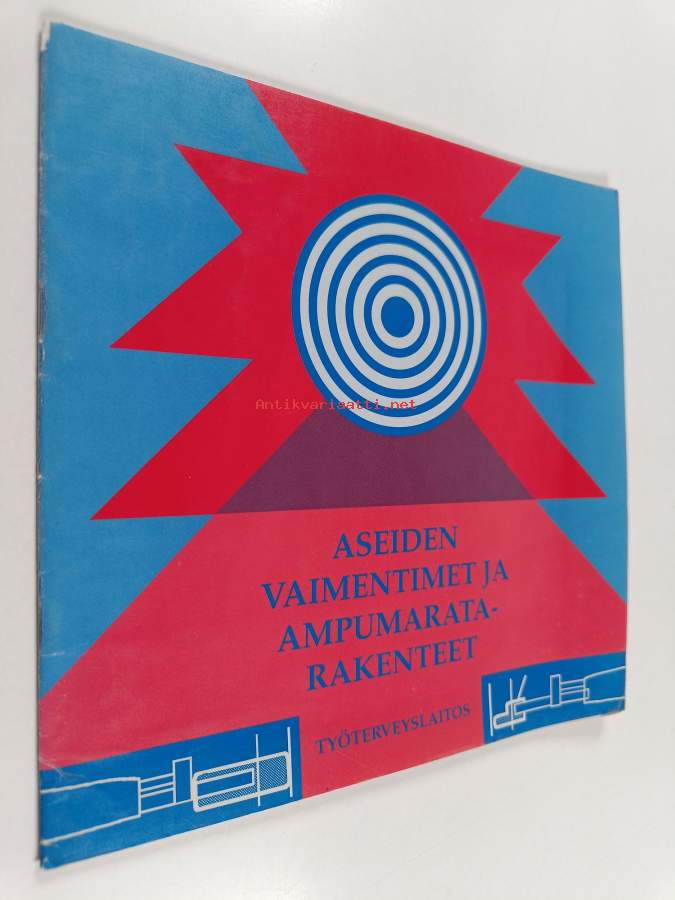 Antikvariaatti.net
ASEIDEN
VAIMENTIMET JA
AMPUMARATA-
RAKENTEET
TYÖTERVEYSLAITOS